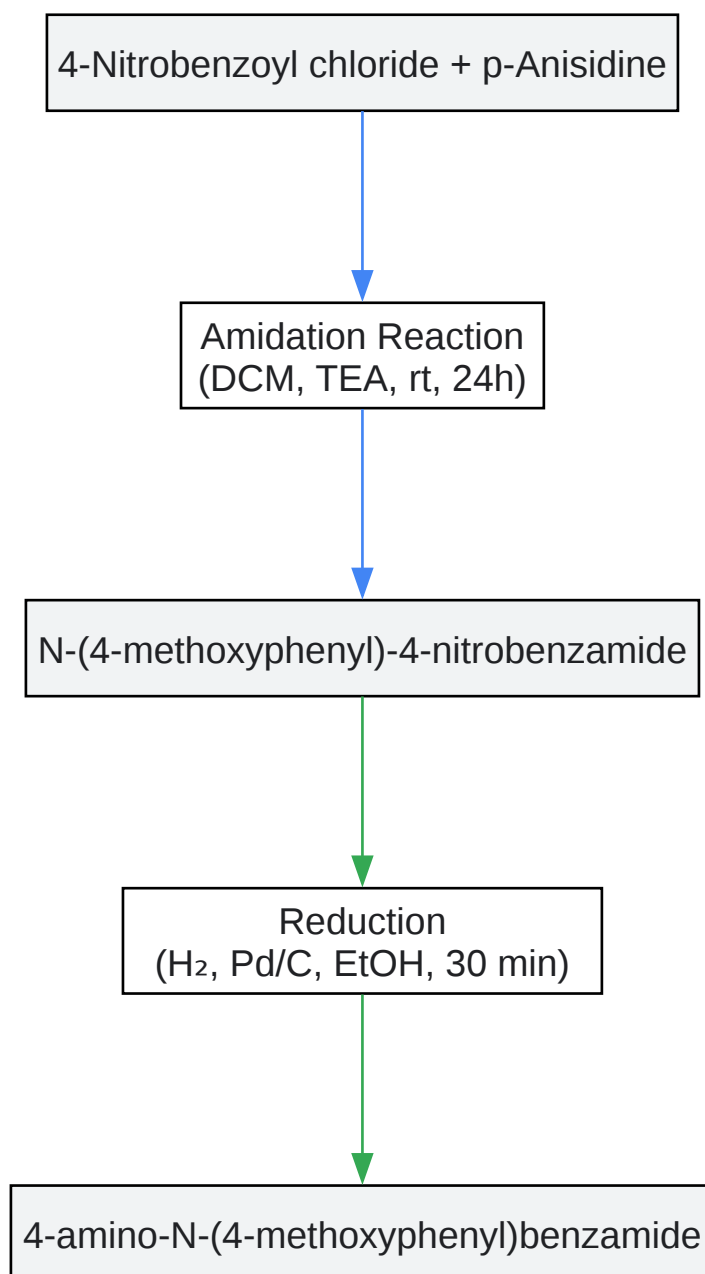 4-Nitrobenzoyl chloride + p-Anisidine
Amidation Reaction
(DCM, TEA, rt, 24h)
N-(4-methoxyphenyl)-4-nitrobenzamide
Reduction
(H₂, Pd/C, EtOH, 30 min)
4-amino-N-(4-methoxyphenyl)benzamide